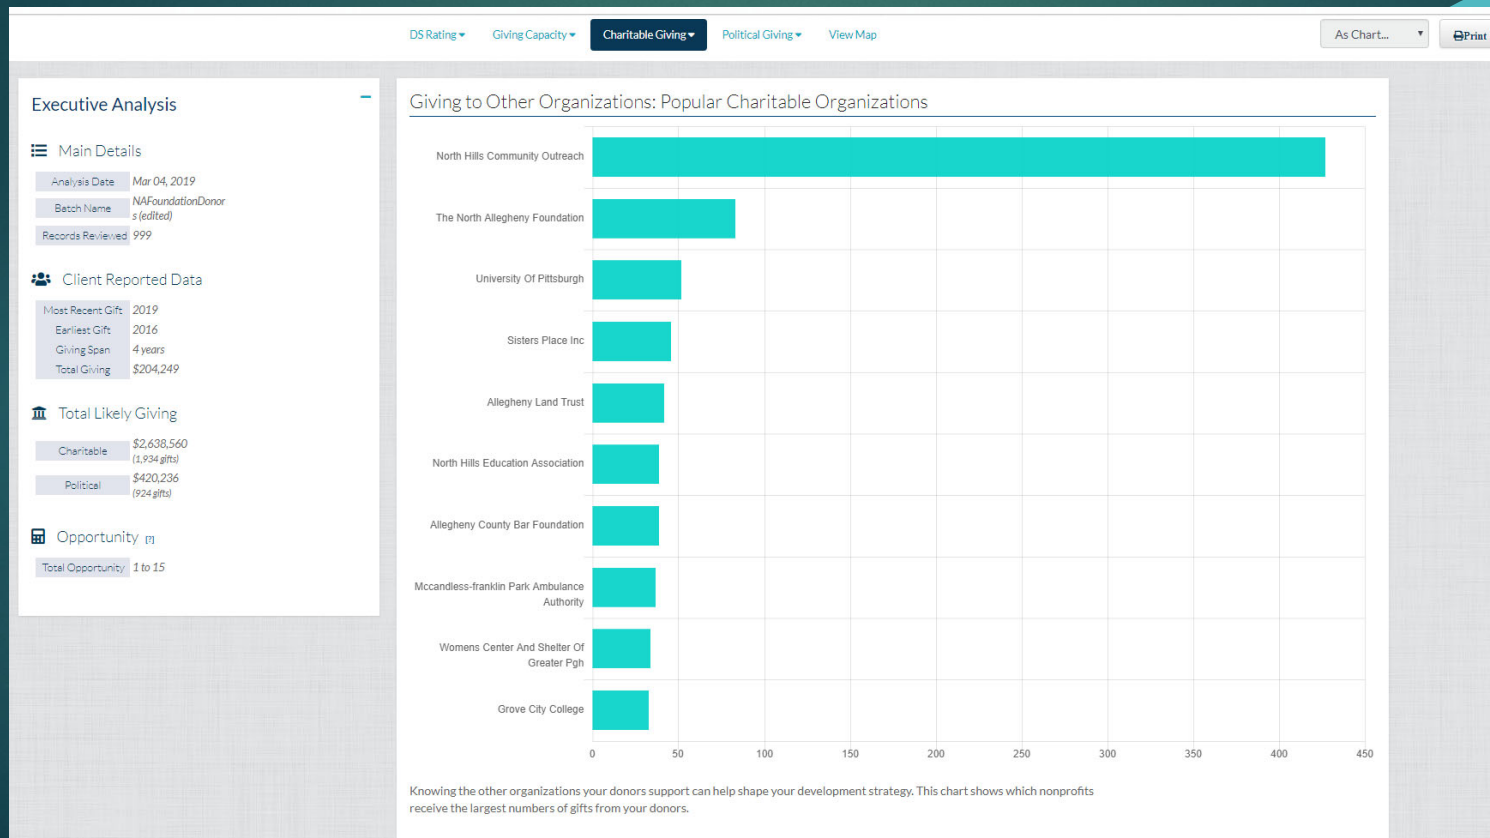 DS Rating
Giving Capacity
Charitable Giving
Political Giving
View Map
As Chart...
Print
Executive Analysis
Main Details
Analysis Date Mar 04, 2019
Batch Name NAFoundationDonor
s (edited)
Records Reviewed 999
Client Reported Data
Most Recent Gift 2019
Earliest Gift 2016
Giving Span 4 years
Total Giving $204,249
Total Likely Giving
Charitable $2,638,560
(1,934 gifts)
Political $420,236
(924 gifts)
Opportunity [?]
Total Opportunity 1 to 15
Giving to Other Organizations: Popular Charitable Organizations
North Hills Community Outreach
The North Allegheny Foundation
University Of Pittsburgh
Sisters Place Inc
Allegheny Land Trust
North Hills Education Association
Allegheny County Bar Foundation
Mccandless-franklin Park Ambulance
Authority
Womens Center And Shelter Of
Greater Pgh
Grove City College
0 50 100 150 200 250 300 350 400 450
Knowing the other organizations your donors support can help shape your development strategy. This chart shows which nonprofits
receive the largest numbers of gifts from your donors.